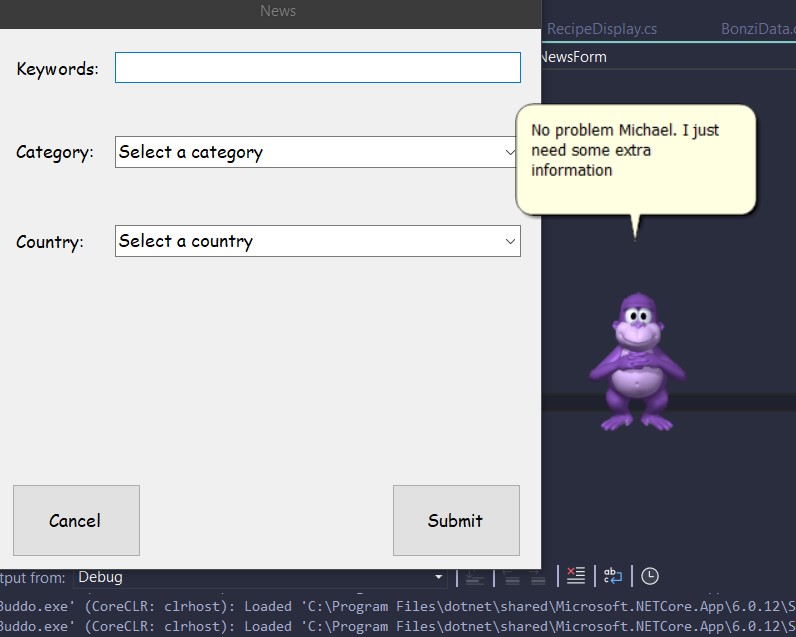 News
RecipeDisplay.cs
BonziData.c
NewsForm
Keywords:
No problem Michael. I just
need some extra
information
Category:
Select a category
Country:
Select a country
Cancel
Submit
tput from:
Debug
Buddo.exe' (CoreCLR: clrhost): Loaded 'C:\Program Files\dotnet\shared\Microsoft.NETCore.App\6.0.12\S
Buddo.exe' (CoreCLR: clrhost): Loaded 'C:\Program Files\dotnet\shared\Microsoft.NETCore.App\6.0.12\S